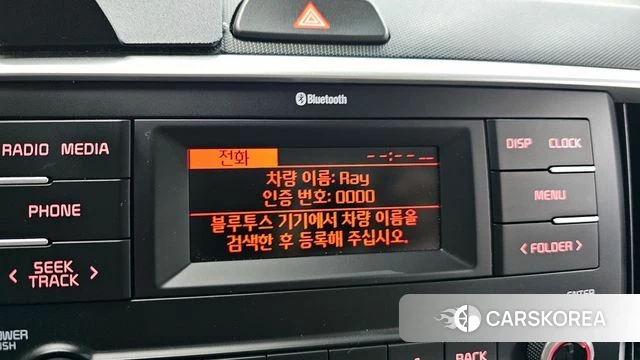 Bluetooth
RADIO MEDIA
PHONE
< SEEK >
TRACK
전화 --:-- --
차량 이름: Ray
인증 번호: 0000
블루투스 기기에서 차량 이름을
검색한 후 등록해 주십시오.
DISP CLOCK
MENU
< FOLDER >
ENTER
BACK
CARSKOREA